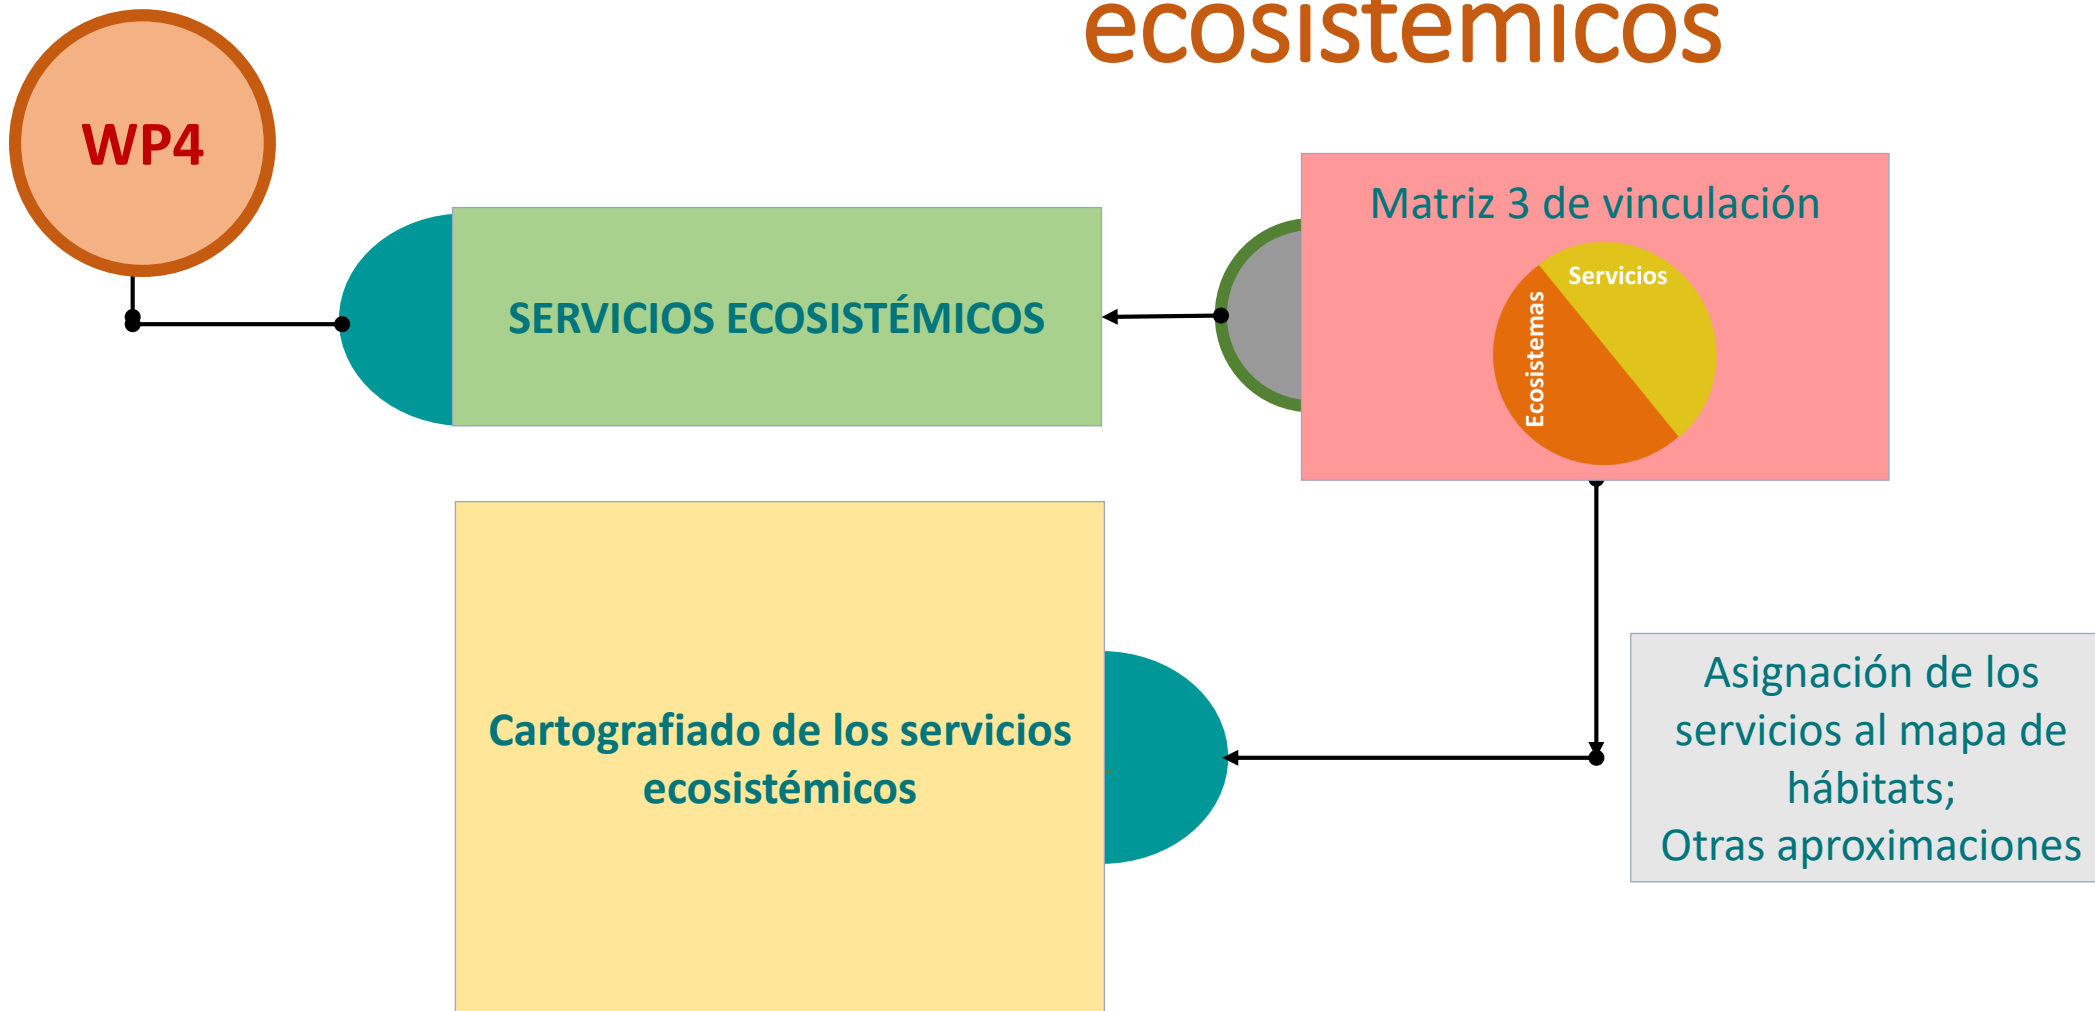 ecosistémicos
WP4
Matriz 3 de vinculación
Servicios
Ecosistemas
SERVICIOS ECOSISTÉMICOS
Cartografiado de los servicios
ecosistémicos
Asignación de los
servicios al mapa de
hábitats;
Otras aproximaciones